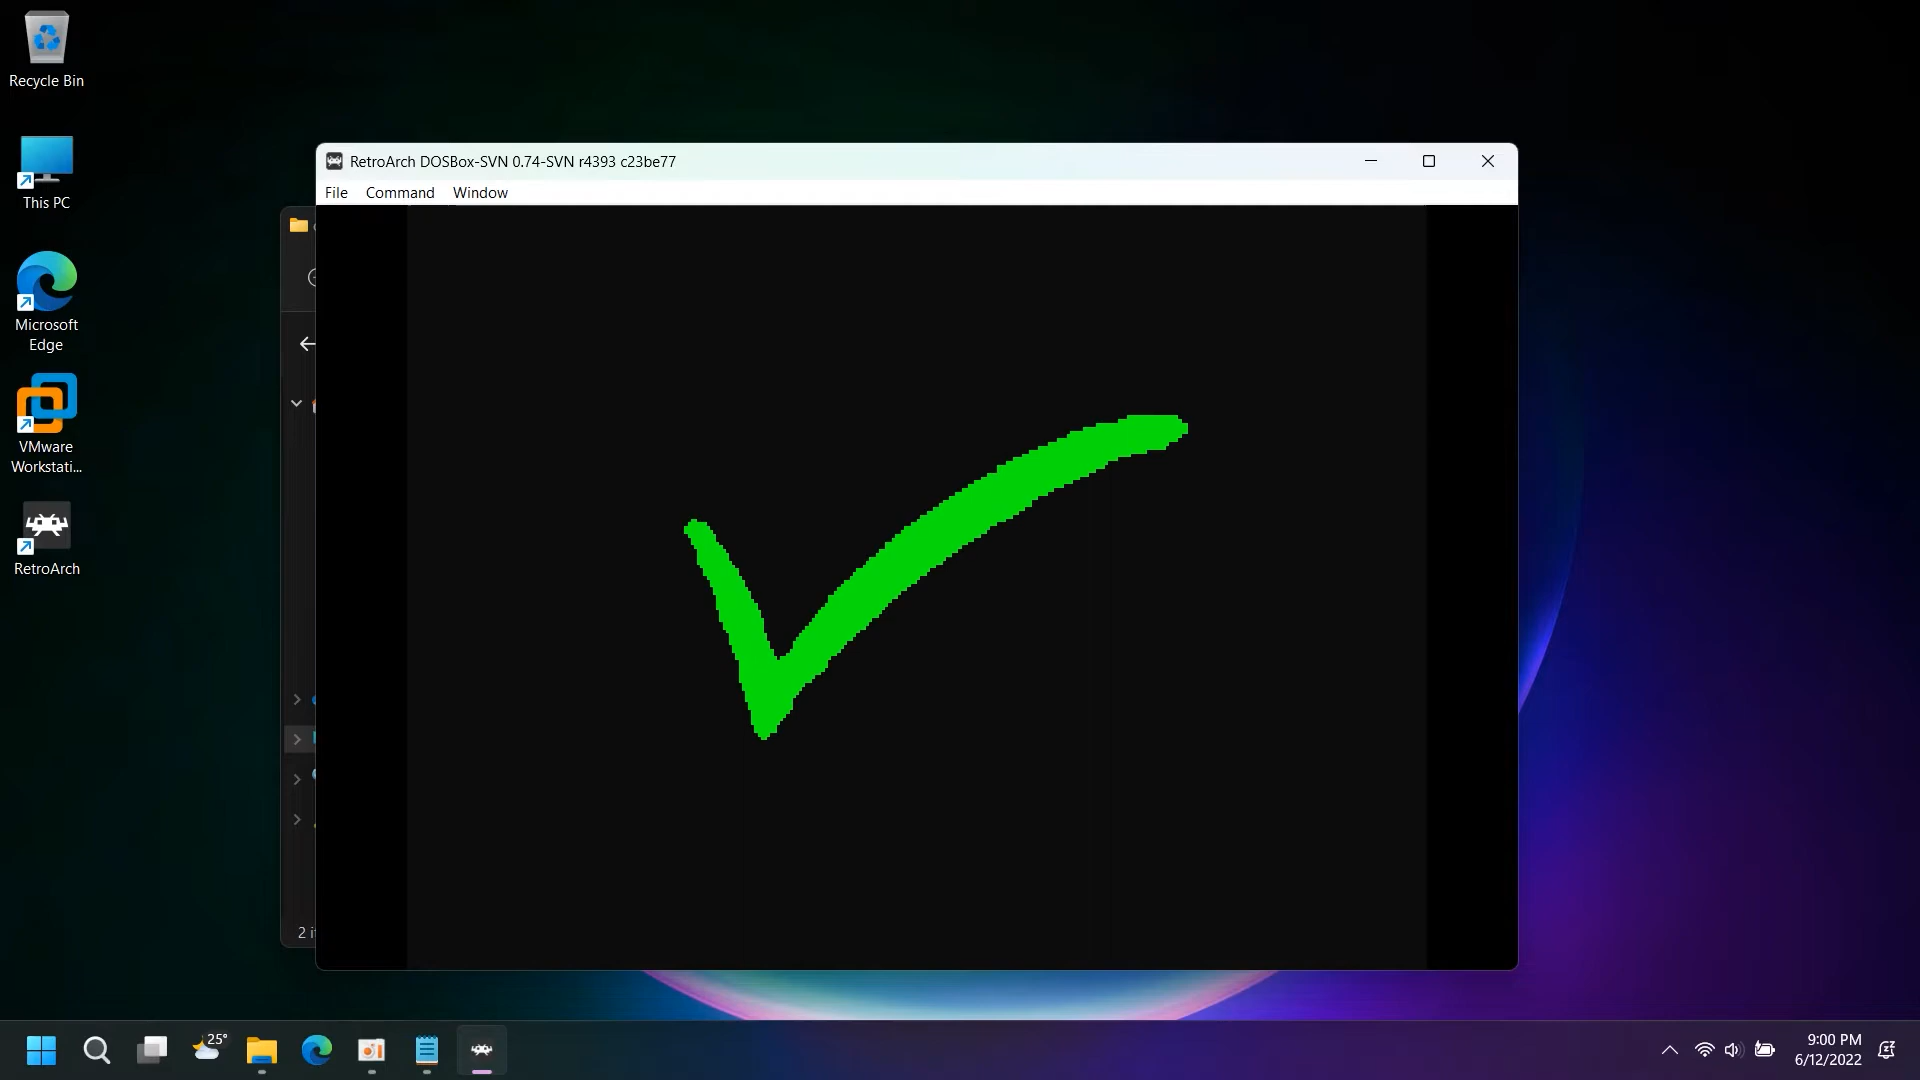 Recycle Bin
This PC
Microsoft
Edge
VMware
Workstati...
RetroArch
RetroArch DOSBox-SVN 0.74-SVN r4393 c23be77
File Command Window
25°
9:00 PM
6/12/2022